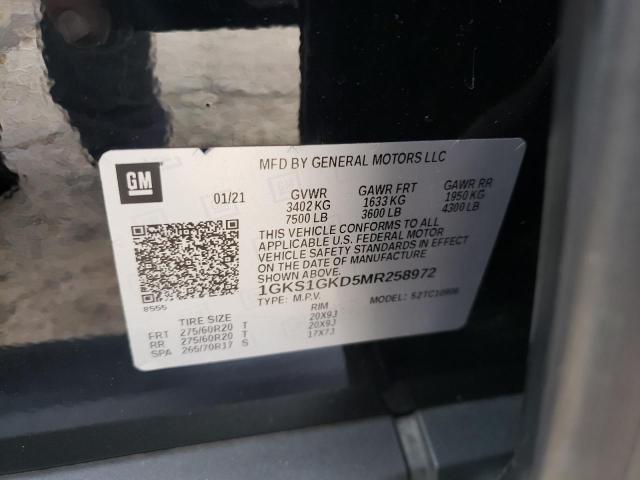 GM
MFD BY GENERAL MOTORS LLC
01/21 GVWR GAWR FRT GAWR RR
3402 KG 1633 KG 1950 KG
7500 LB 3600 LB 4300 LB
THIS VEHICLE CONFORMS TO ALL
APPLICABLE U.S. FEDERAL MOTOR
VEHICLE SAFETY STANDARDS IN EFFECT
ON THE DATE OF MANUFACTURE
SHOWN ABOVE.
1GKS1GKD5MR258972
TYPE: M.P.V. MODEL: 52TC10906
8555
TIRE SIZE RIM
FRT 275/60R20 T 20X9J
RR 275/60R20 T 20X9J
SPA 265/70R17 S 17X7J